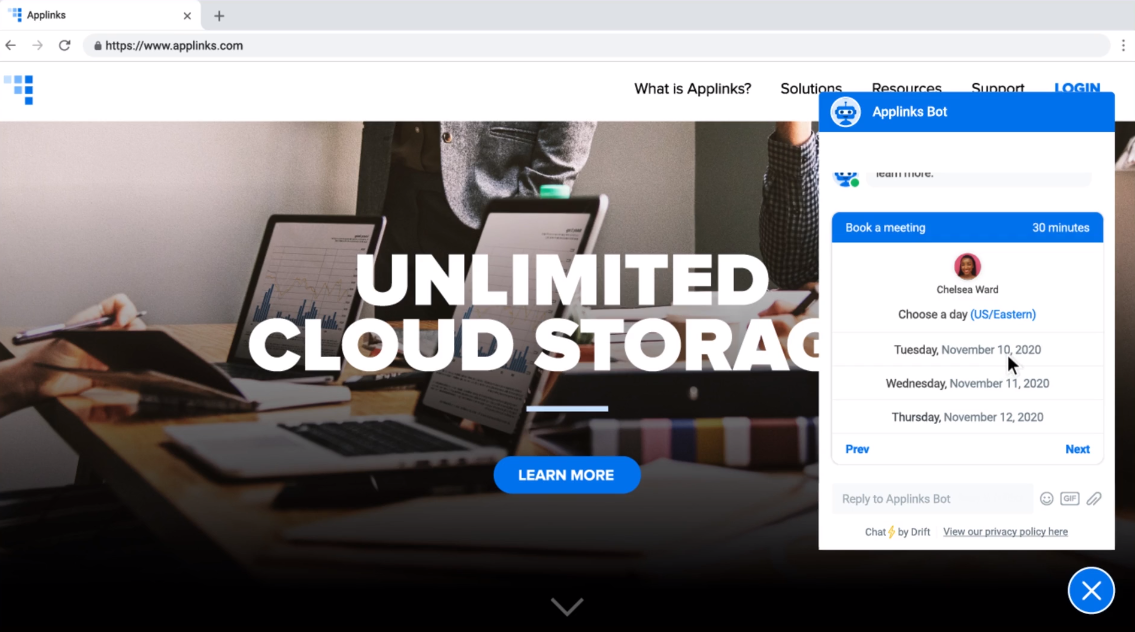 Applinks
https://www.applinks.com
What is Applinks? Solutions Resources Support LOGIN
Applinks Bot
learn more.
Book a meeting 30 minutes
Chelsea Ward
Choose a day (US/Eastern)
Tuesday, November 10, 2020
Wednesday, November 11, 2020
Thursday, November 12, 2020
Prev Next
Reply to Applinks Bot GIF
Chat⚡by Drift View our privacy policy here
UNLIMITED
CLOUD STORAG
LEARN MORE